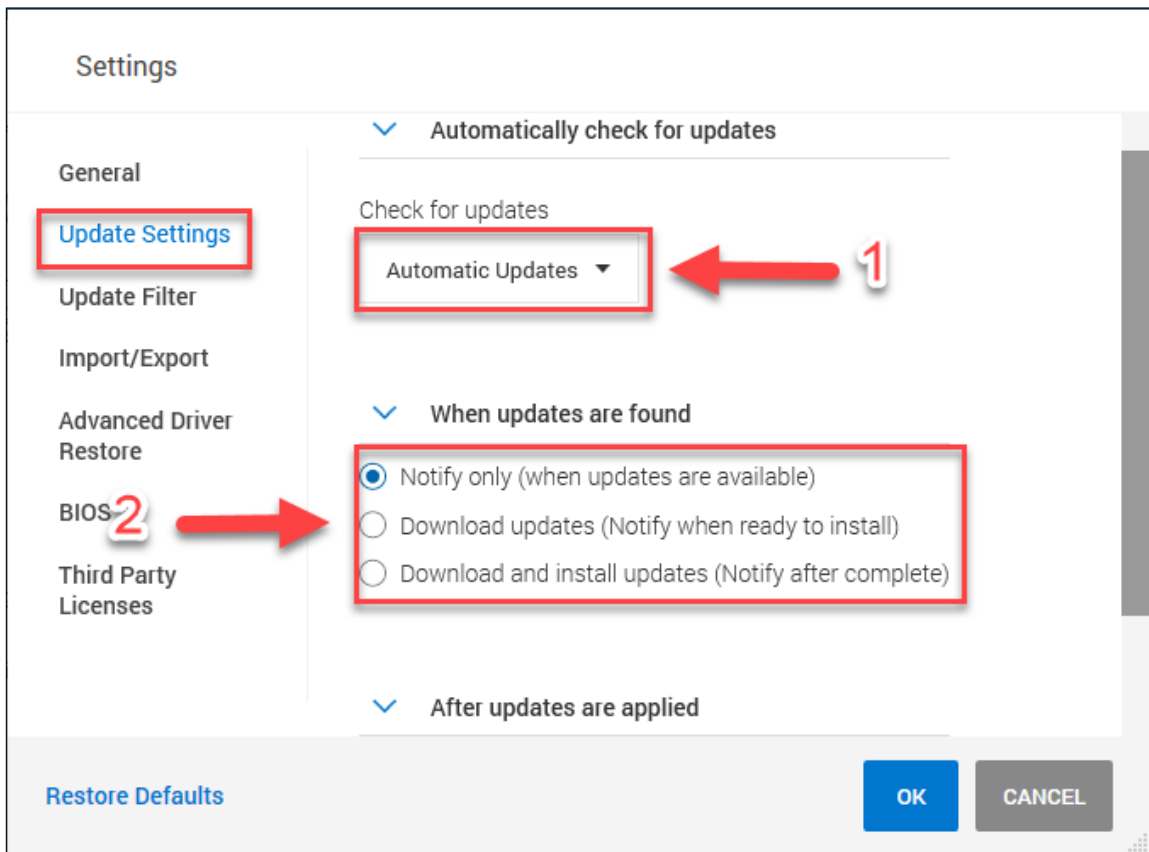 Settings
General
Update Settings
Update Filter
Import/Export
Advanced Driver
Restore
BIOS
Third Party
Licenses
Automatically check for updates
Check for updates
Automatic Updates
1
When updates are found
2
Notify only (when updates are available)
Download updates (Notify when ready to install)
Download and install updates (Notify after complete)
After updates are applied
Restore Defaults
OK
CANCEL